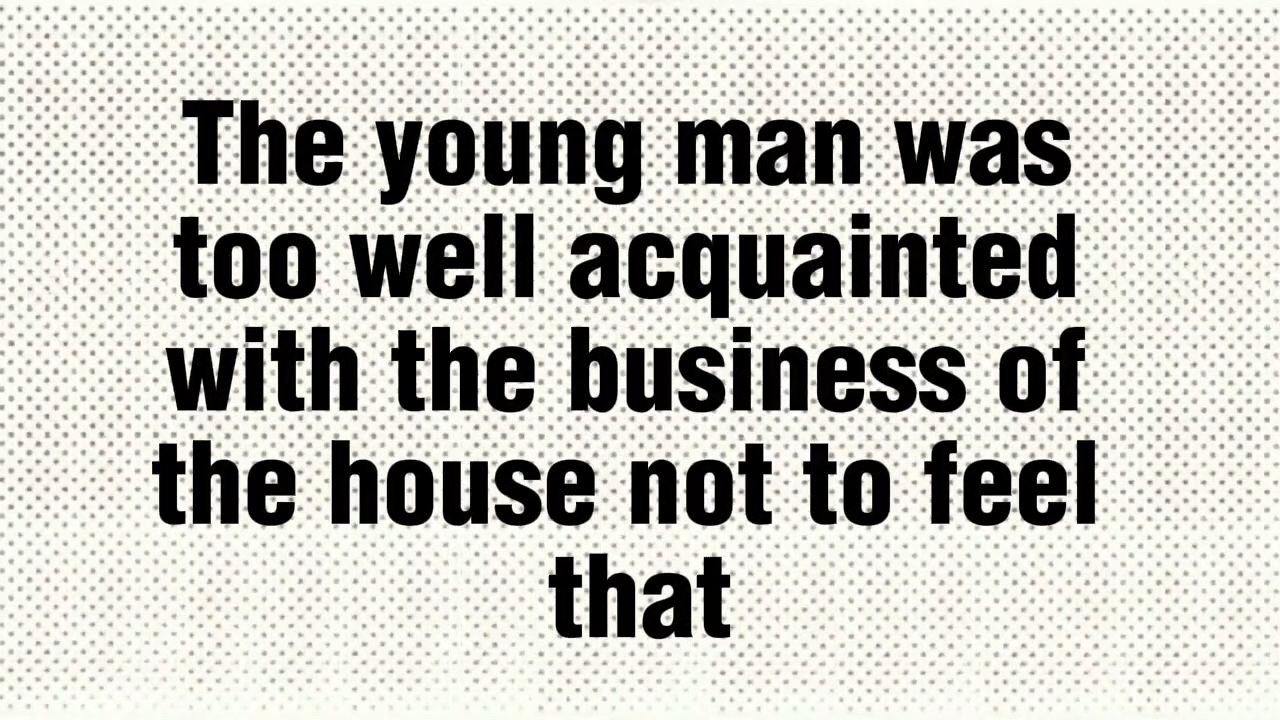 The young man was
too well acquainted
with the business of
the house not to feel
that